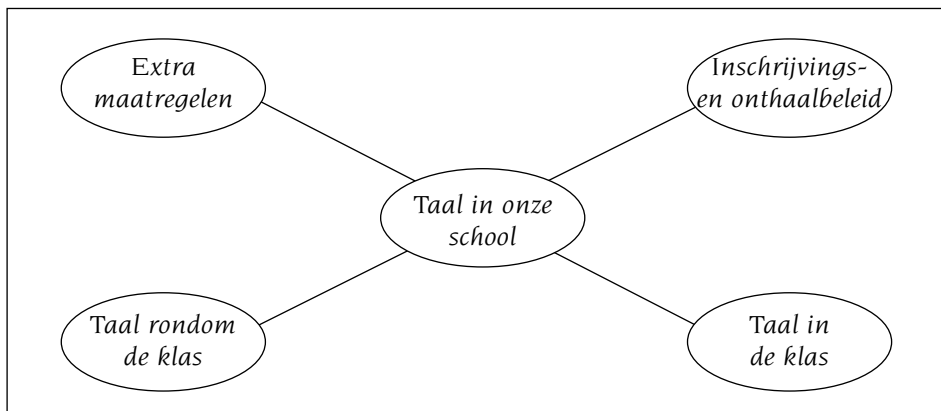 Extra
maatregelen
Inschrijvings-
en onthaalbeleid
Taal in onze
school
Taal rondom
de klas
Taal in
de klas